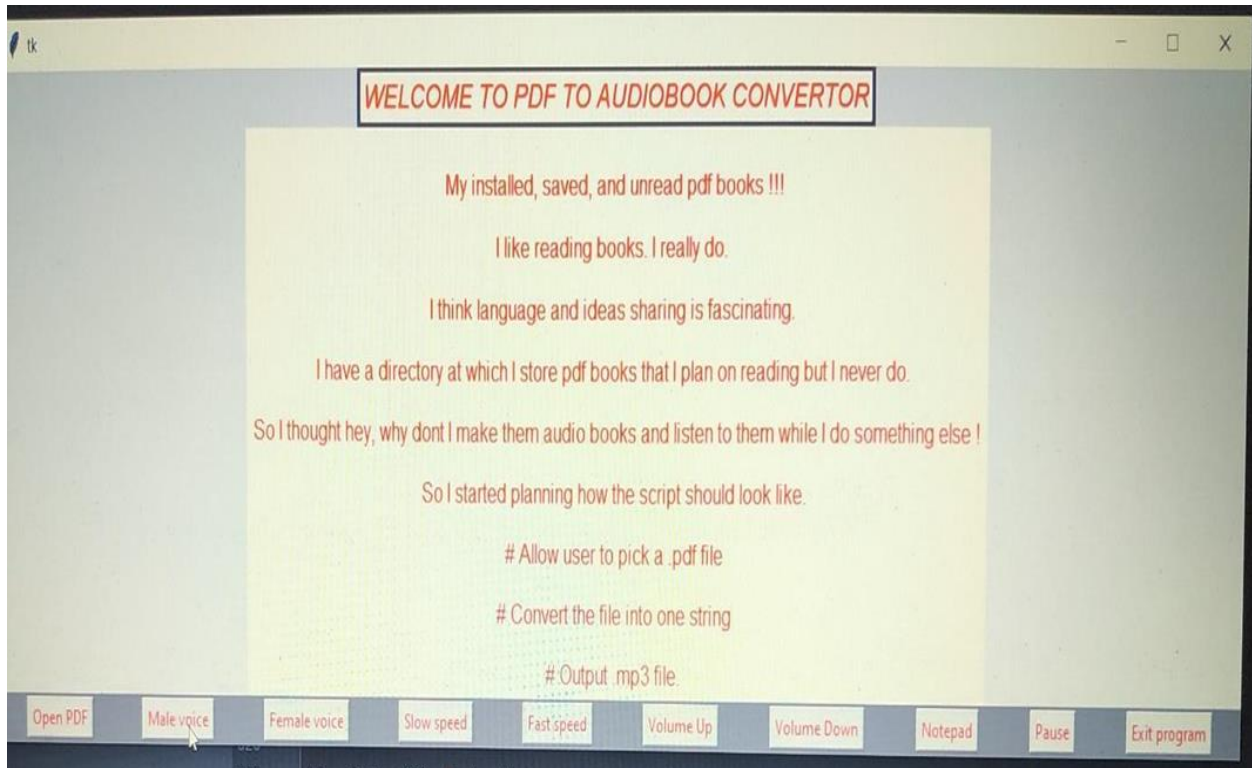 tk
WELCOME TO PDF TO AUDIOBOOK CONVERTOR
My installed, saved, and unread pdf books !!!
I like reading books. I really do.
I think language and ideas sharing is fascinating.
I have a directory at which I store pdf books that I plan on reading but I never do.
So I thought hey, why dont I make them audio books and listen to them while I do something else !
So I started planning how the script should look like.
# Allow user to pick a .pdf file
# Convert the file into one string
# Output .mp3 file.
Open PDF Male voice Female voice Slow speed Fast speed Volume Up Volume Down Notepad Pause Exit program